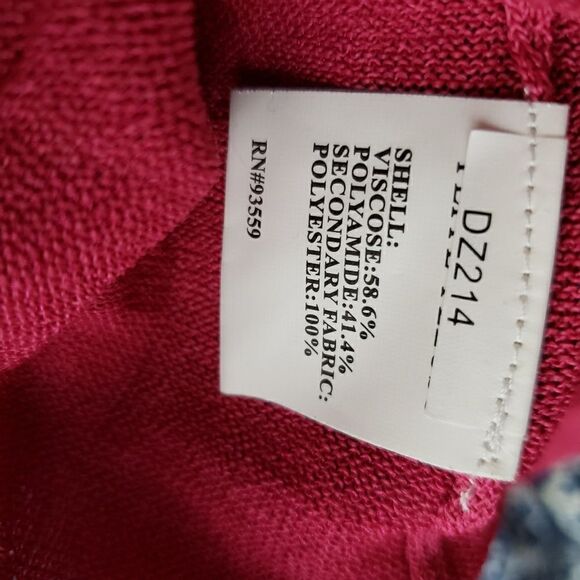 DZ214
SHELL:
VISCOSE:58.6%
POLYAMIDE:41.4%
SECONDARY FABRIC:
POLYESTER:100%
RN#93559